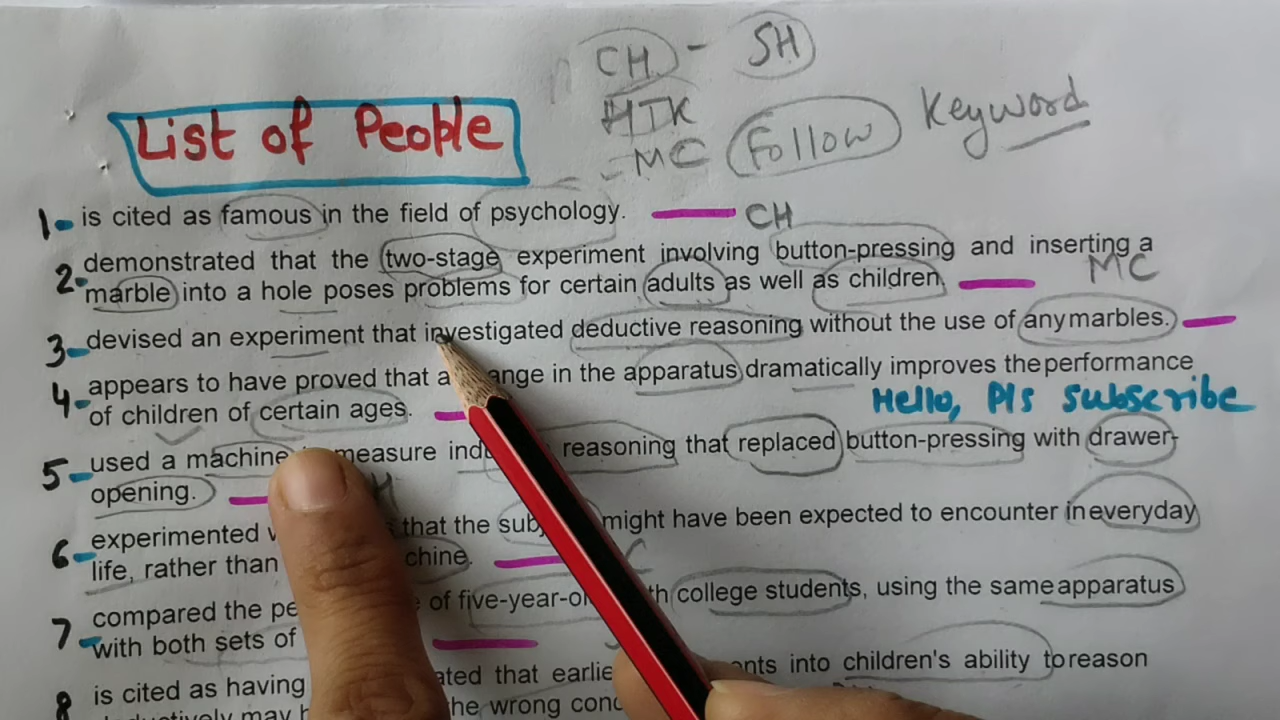 CH - SH
HTK
MC Follow Keyword
List of People
1- is cited as famous in the field of psychology. CH
2- demonstrated that the two-stage experiment involving button-pressing and inserting a
marble into a hole poses problems for certain adults as well as children. MC
3- devised an experiment that investigated deductive reasoning without the use of any marbles.
4- appears to have proved that a ange in the apparatus dramatically improves the performance
of children of certain ages.
Hello, Pls subscribe
5- used a machine measure ind reasoning that replaced button-pressing with drawer-
opening. H
6- experimented that the sub might have been expected to encounter in everyday
life, rather than chine.
7- compared the pe of five-year-ol th college students, using the same apparatus
with both sets of
8 is cited as having ated that earlie nts into children's ability to reason
the wrong conc